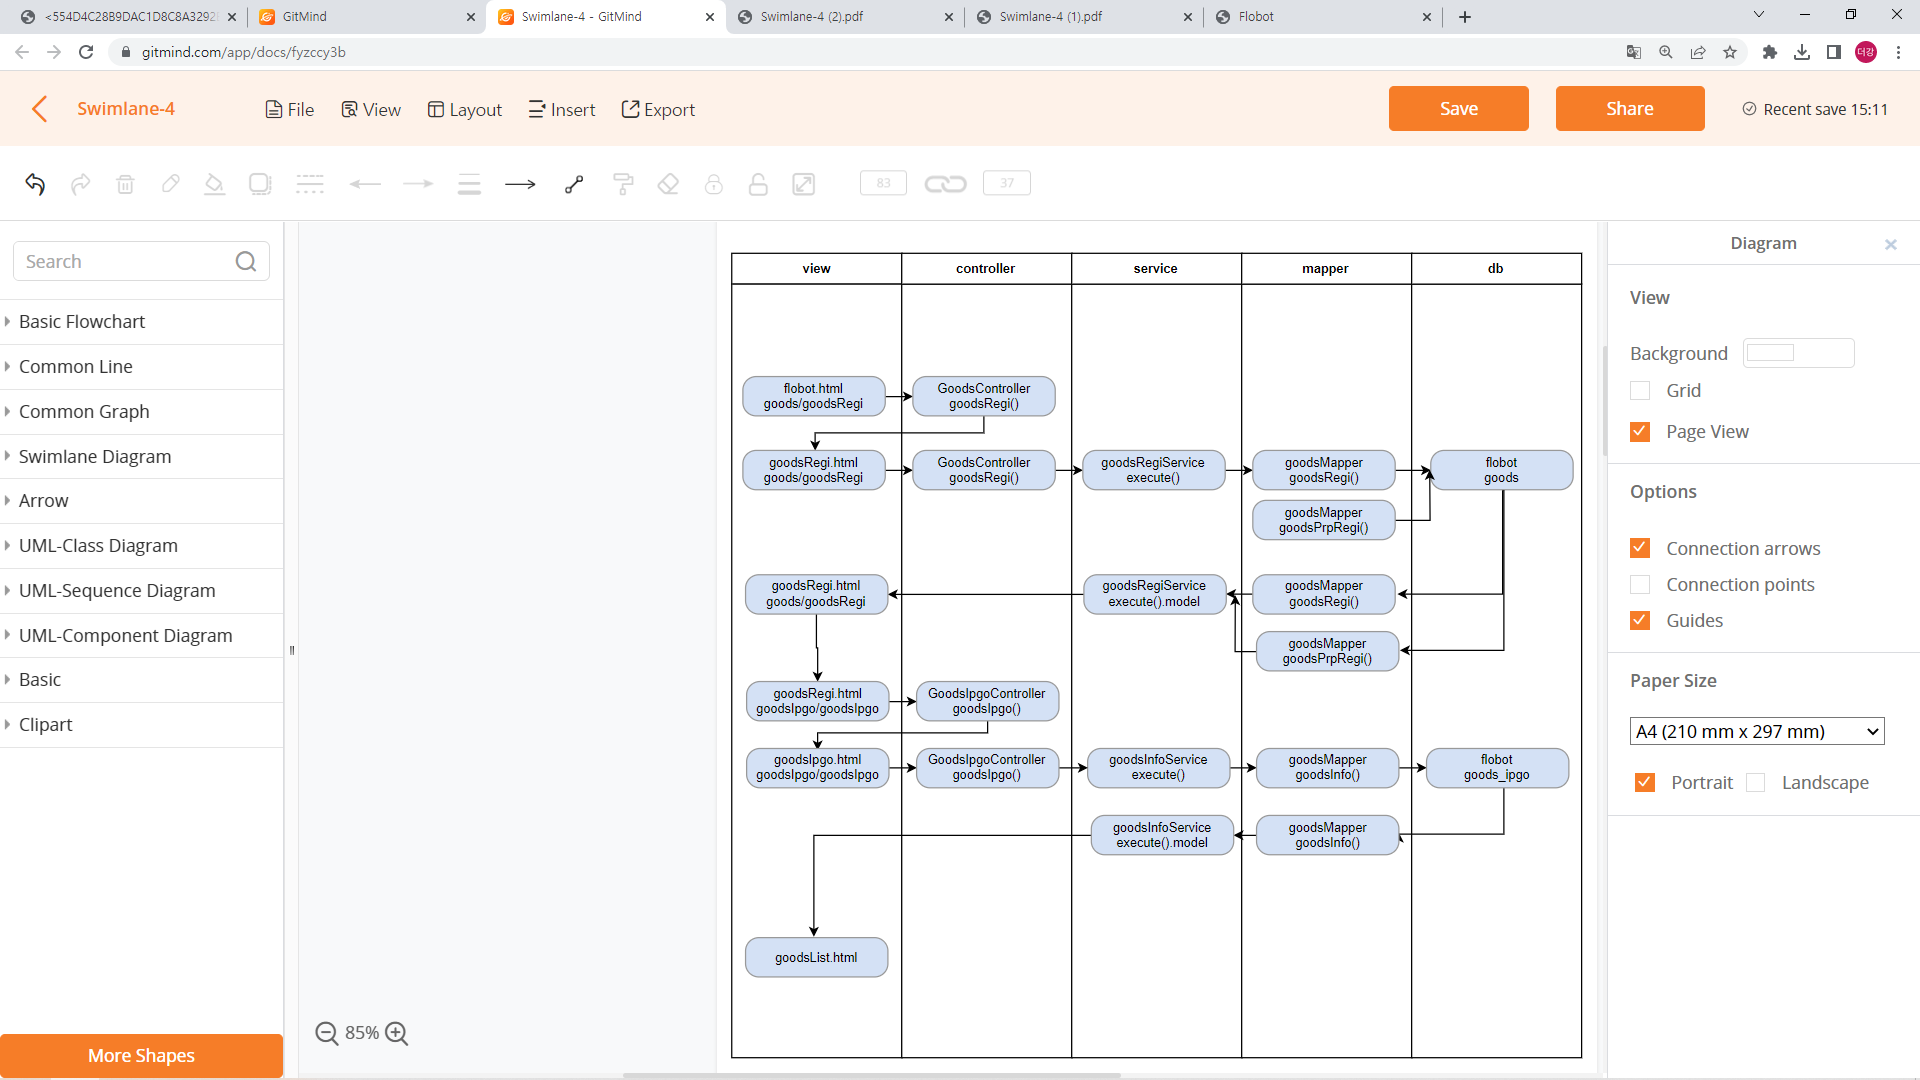 <554D4C28B9DAC1D8C8A3292
GitMind
Swimlane-4 - GitMind
Swimlane-4 (2).pdf
Swimlane-4 (1).pdf
Flobot
gitmind.com/app/docs/fyzccy3b
더강
Swimlane-4
File
View
Layout
Insert
Export
Save
Share
Recent save 15:11
83
37
Search
Basic Flowchart
Common Line
Common Graph
Swimlane Diagram
Arrow
UML-Class Diagram
UML-Sequence Diagram
UML-Component Diagram
Basic
Clipart
More Shapes
85%
view
controller
service
mapper
db
flobot.html
goods/goodsRegi
GoodsController
goodsRegi()
goodsRegi.html
goods/goodsRegi
GoodsController
goodsRegi()
goodsRegiService
execute()
goodsMapper
goodsRegi()
flobot
goods
goodsMapper
goodsPrpRegi()
goodsRegi.html
goods/goodsRegi
goodsRegiService
execute().model
goodsMapper
goodsRegi()
goodsMapper
goodsPrpRegi()
goodsRegi.html
goodsIpgo/goodsIpgo
GoodsIpgoController
goodsIpgo()
goodsIpgo.html
goodsIpgo/goodsIpgo
GoodsIpgoController
goodsIpgo()
goodsInfoService
execute()
goodsMapper
goodsInfo()
flobot
goods_ipgo
goodsInfoService
execute().model
goodsMapper
goodsInfo()
goodsList.html
Diagram
View
Background
Grid
Page View
Options
Connection arrows
Connection points
Guides
Paper Size
A4 (210 mm x 297 mm)
Portrait
Landscape